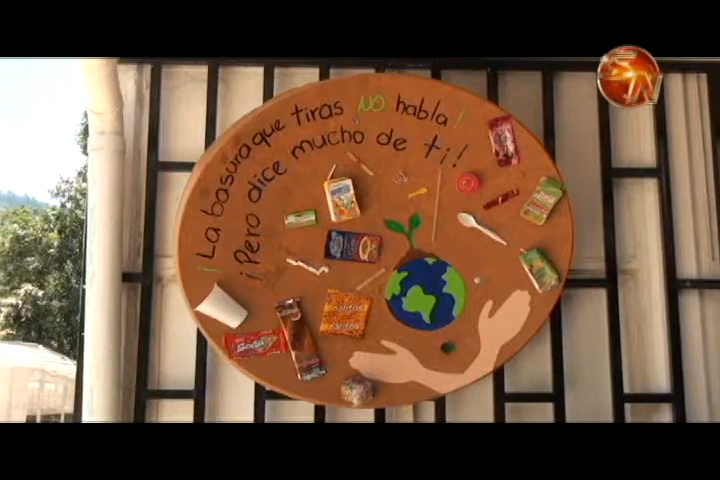 ¡La basura que tiras NO habla!
¡Pero dice mucho de ti!